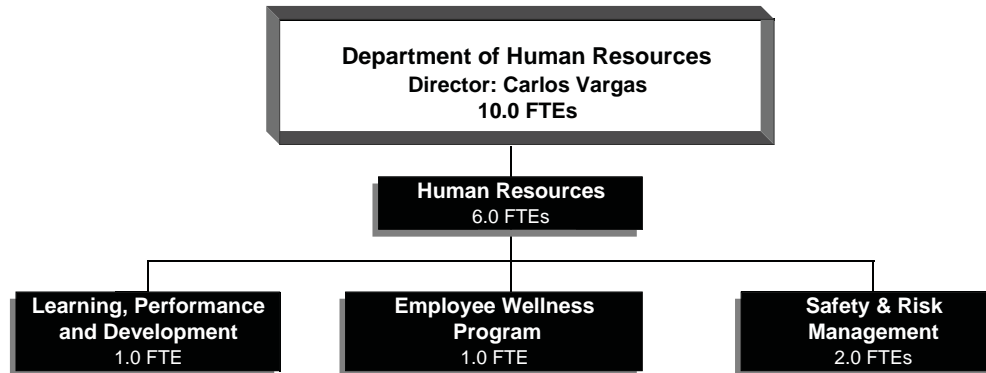 Department of Human Resources
Director: Carlos Vargas
10.0 FTEs
Human Resources
6.0 FTEs
Learning, Performance
and Development
1.0 FTE
Employee Wellness
Program
1.0 FTE
Safety & Risk
Management
2.0 FTEs